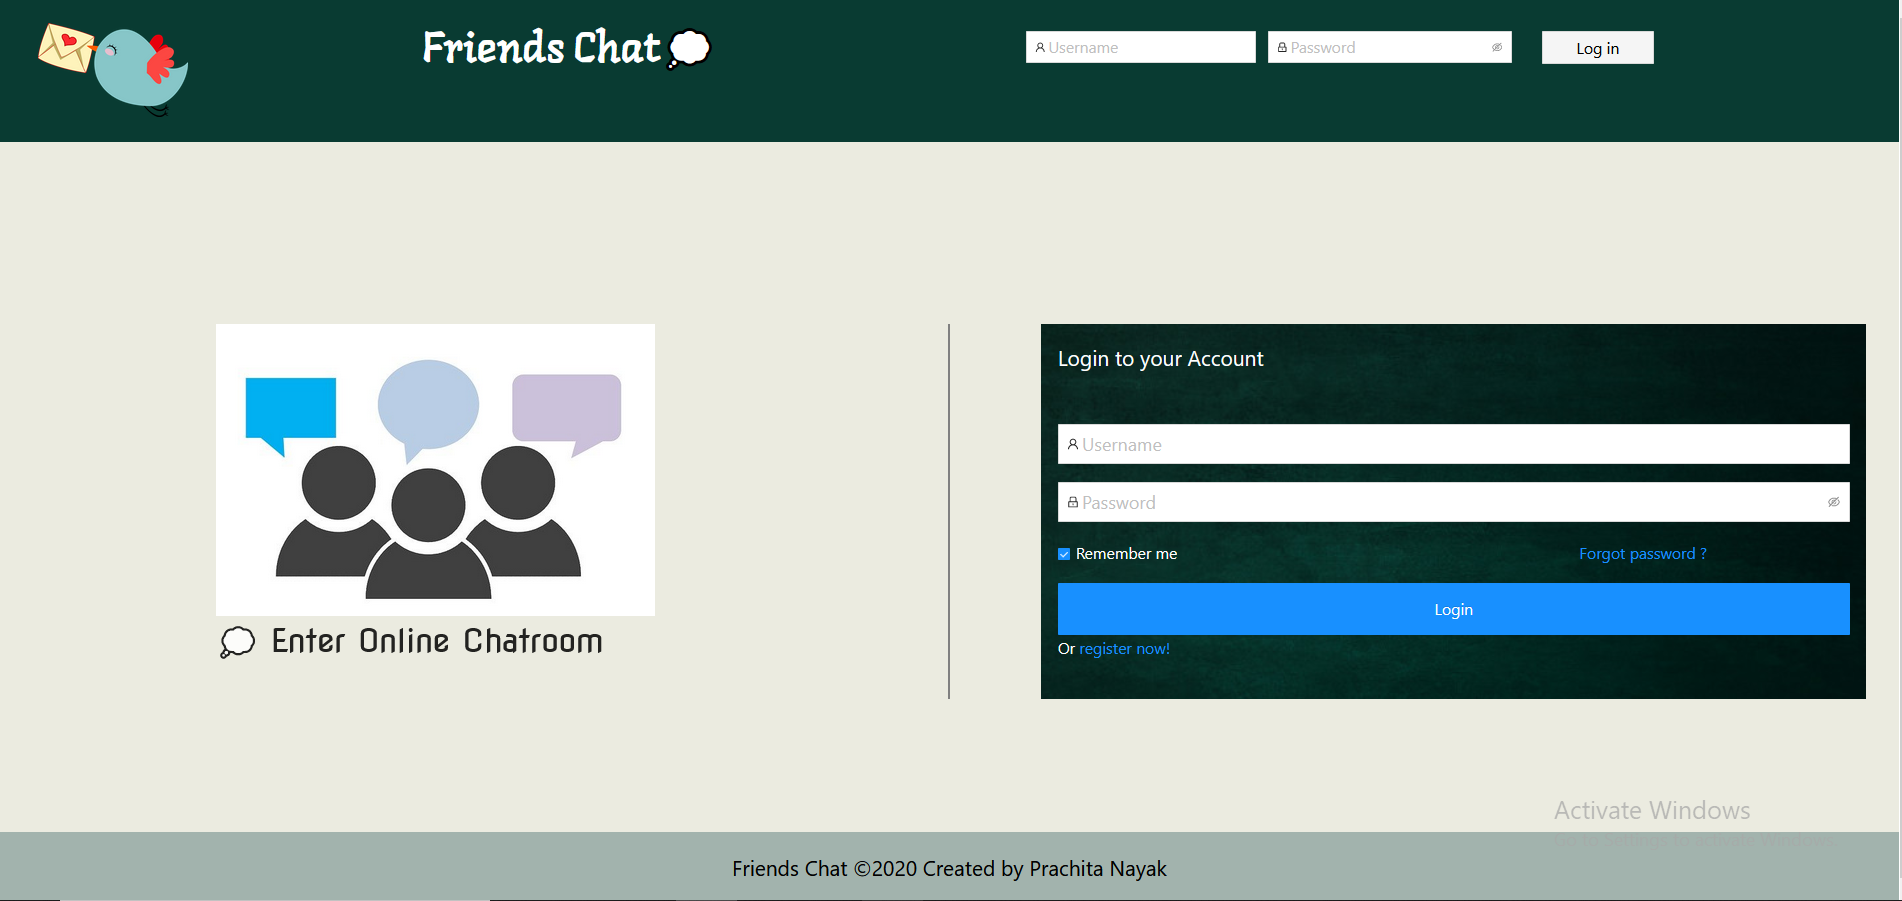 Friends Chat
Username
Password
Log in
Enter Online Chatroom
Login to your Account
Username
Password
Remember me
Forgot password ?
Login
Or register now!
Activate Windows
Friends Chat ©2020 Created by Prachita Nayak